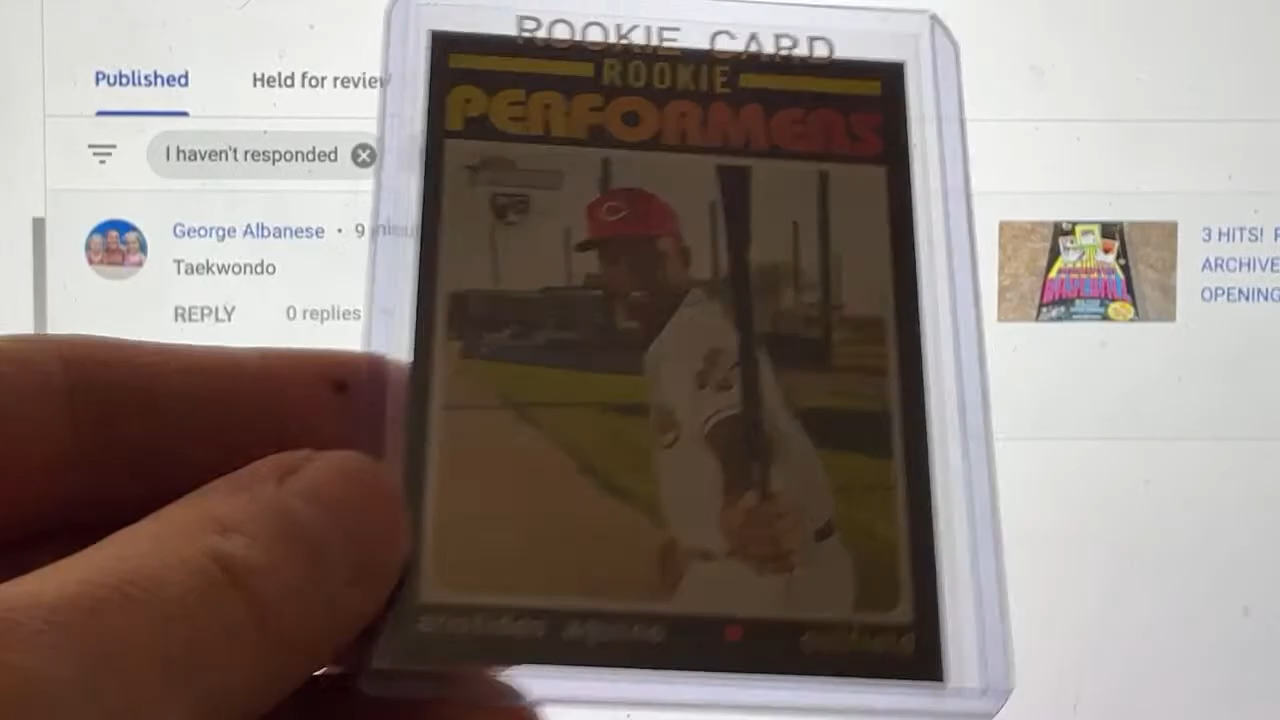 ROOKIE CARD
ROOKIE
PERFORMERS
Published
Held for review
I haven't responded
George Albanese • 9
Taekwondo
REPLY
0 replies
3 HITS!
ARCHIVE
OPENING